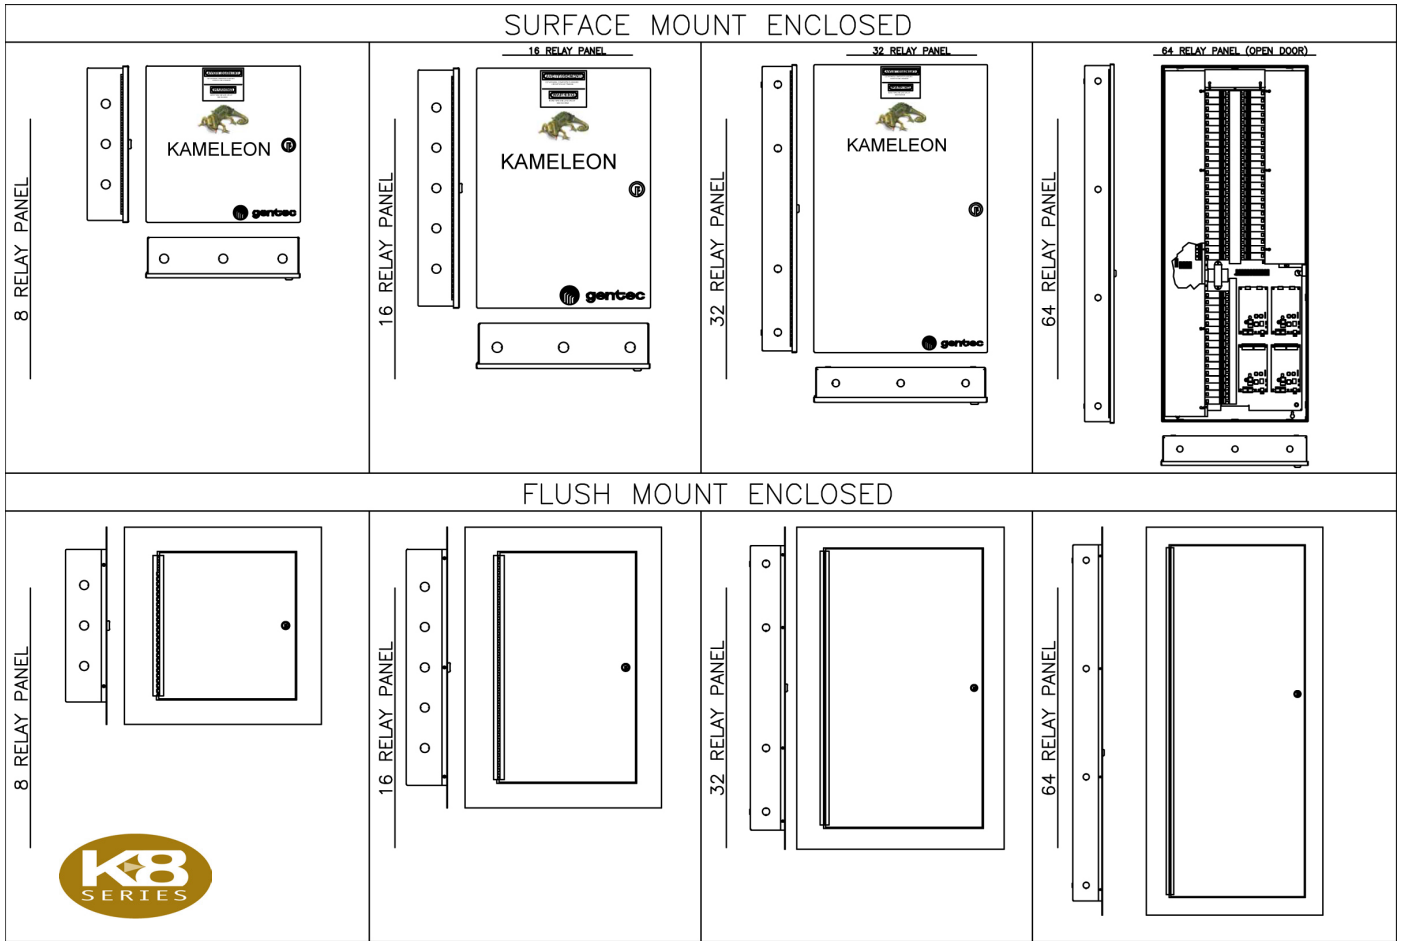 SURFACE MOUNT ENCLOSED
8 RELAY PANEL
KAMELEON
gentec
16 RELAY PANEL
16 RELAY PANEL
KAMELEON
gentec
32 RELAY PANEL
32 RELAY PANEL
KAMELEON
gentec
64 RELAY PANEL (OPEN DOOR)
64 RELAY PANEL
FLUSH MOUNT ENCLOSED
8 RELAY PANEL
16 RELAY PANEL
32 RELAY PANEL
64 RELAY PANEL
K8
SERIES